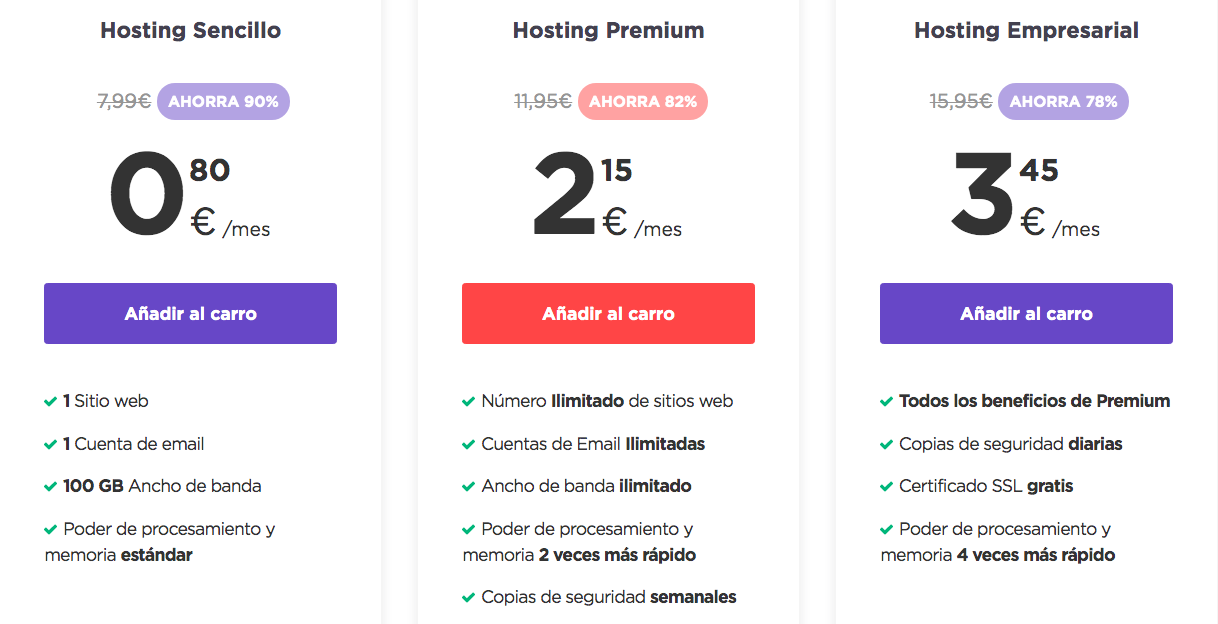 Hosting Sencillo
7,99€ AHORRA 90%
0 80 € /mes
Añadir al carro
1 Sitio web
1 Cuenta de email
100 GB Ancho de banda
Poder de procesamiento y
memoria estándar
Hosting Premium
11,95€ AHORRA 82%
2 15 € /mes
Añadir al carro
Número Ilimitado de sitios web
Cuentas de Email Ilimitadas
Ancho de banda ilimitado
Poder de procesamiento y
memoria 2 veces más rápido
Copias de seguridad semanales
Hosting Empresarial
15,95€ AHORRA 78%
3 45 € /mes
Añadir al carro
Todos los beneficios de Premium
Copias de seguridad diarias
Certificado SSL gratis
Poder de procesamiento y
memoria 4 veces más rápido